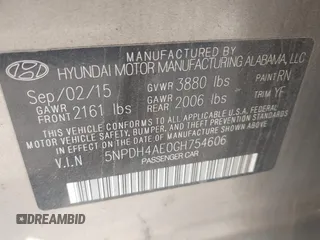 MANUFACTURED BY
HYUNDAI MOTOR MANUFACTURING ALABAMA, LLC
Sep/02/15 GVWR 3880 lbs PAINT RN
GAWR FRONT 2161 lbs GAWR REAR 2006 lbs TRIM YF
THIS VEHICLE CONFORMS TO ALL APPLICABLE U.S.A. FEDERAL
MOTOR VEHICLE SAFETY, BUMPER, AND THEFT PREVENTION
STANDARDS IN EFFECT ON THE DATE OF MANUFACTURE SHOWN ABOVE.
V.I.N 5NPDH4AE0GH754606
PASSENGER CAR
DREAMBID